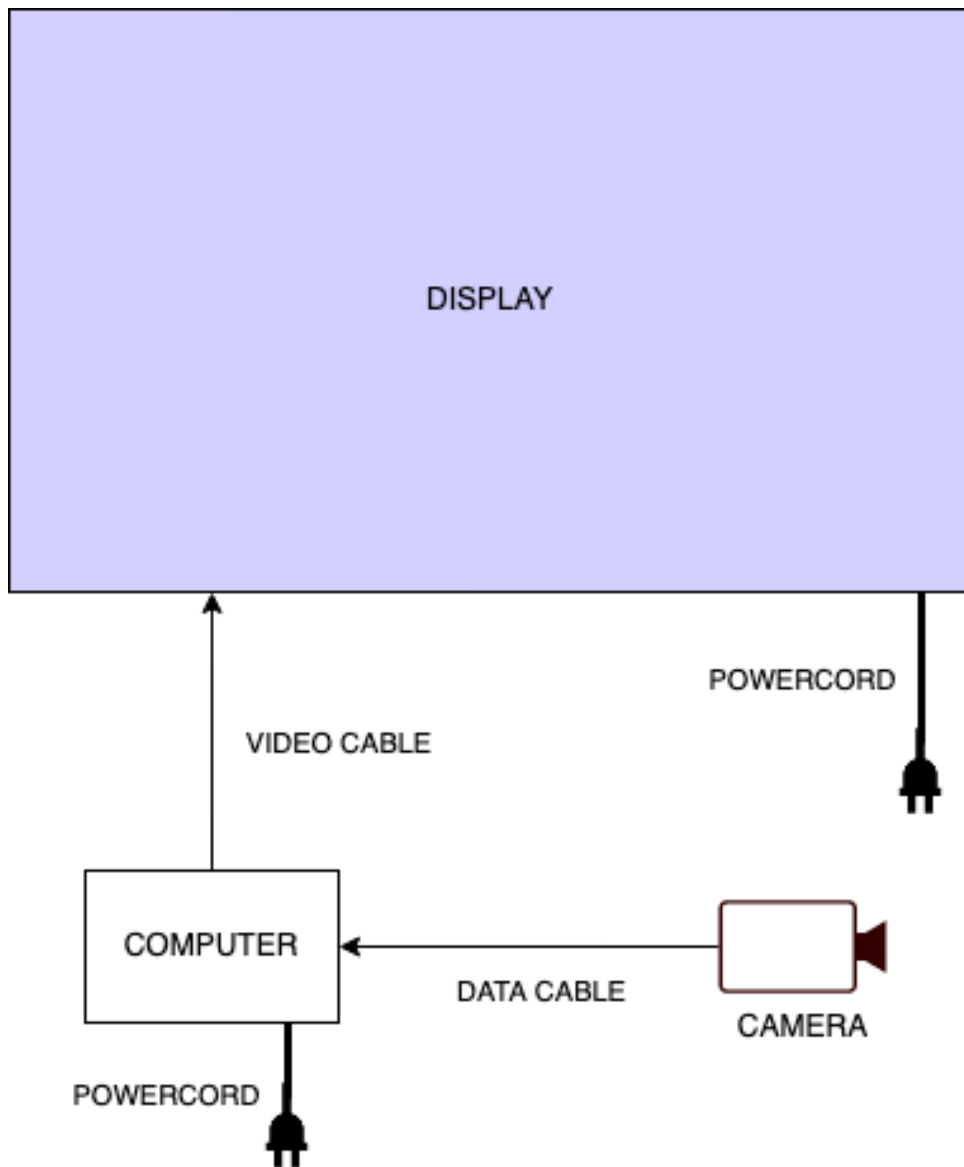 DISPLAY
POWERCORD
VIDEO CABLE
COMPUTER
DATA CABLE
CAMERA
POWERCORD